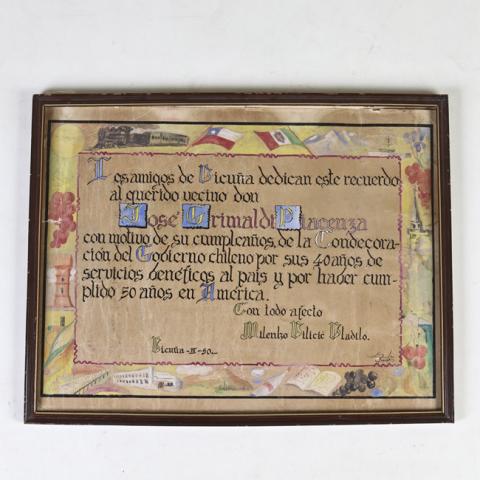 Los amigos de Vicuña dedican este recuerdo
al querido vecino don
José Grimaldi Piacenza
con motivo de su cumpleaños, de la Condecora-
ción del Gobierno chileno por sus 40 años de
servicios benéficos al país y por haber cum-
plido 50 años en América.
Con todo afecto
Vicuña-II-50._